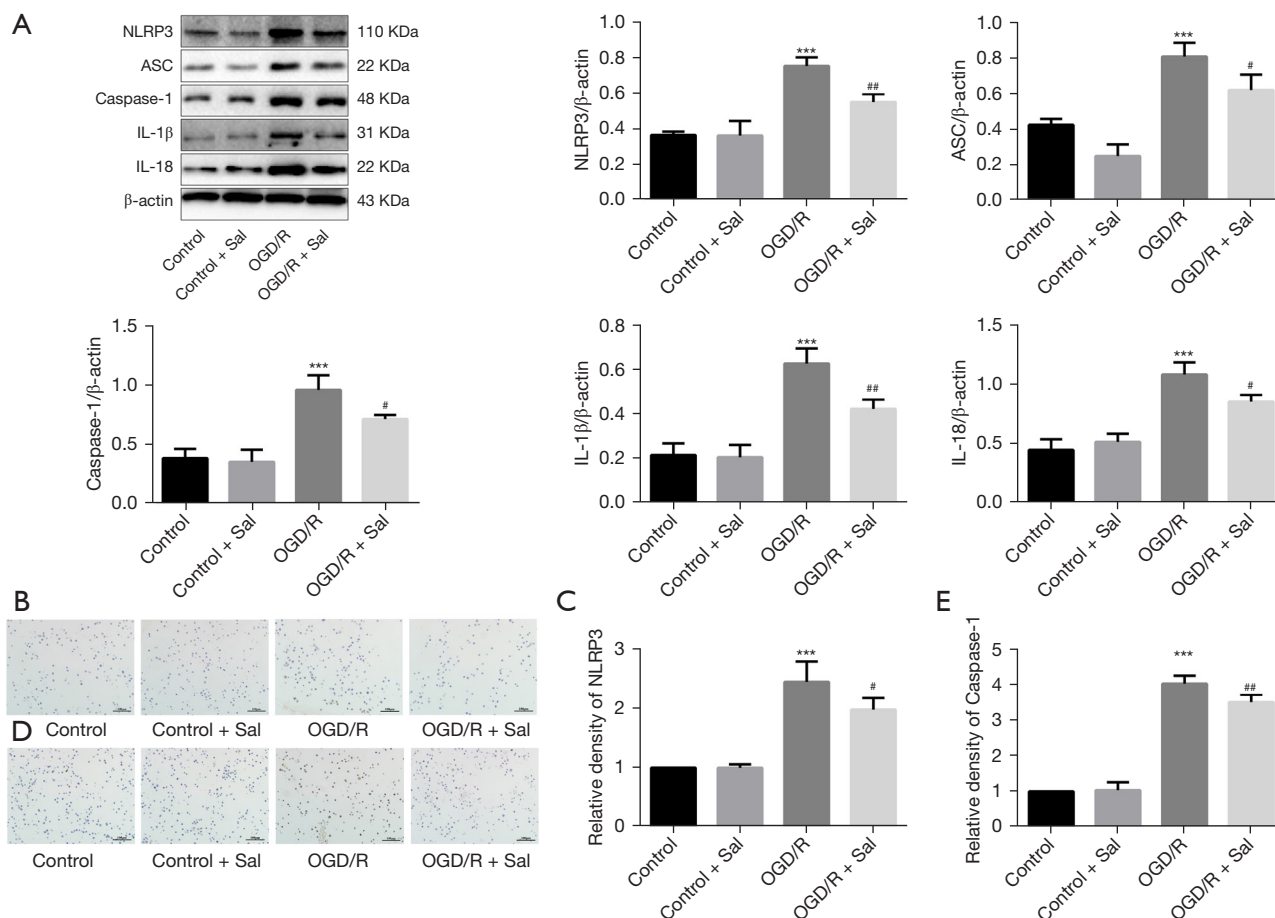 A
NLRP3 110 KDa
ASC 22 KDa
Caspase-1 48 KDa
IL-1β 31 KDa
IL-18 22 KDa
β-actin 43 KDa
Control
Control + Sal
OGD/R
OGD/R + Sal
NLRP3/β-actin
1.0
0.8
0.6
0.4
0.2
0.0
***
##
Control
Control + Sal
OGD/R
OGD/R + Sal
ASC/β-actin
1.0
0.8
0.6
0.4
0.2
0.0
***
#
Control
Control + Sal
OGD/R
OGD/R + Sal
Caspase-1/β-actin
1.5
1.0
0.5
0.0
***
#
Control
Control + Sal
OGD/R
OGD/R + Sal
IL-1β/β-actin
0.8
0.6
0.4
0.2
0.0
***
##
Control
Control + Sal
OGD/R
OGD/R + Sal
IL-18/β-actin
1.5
1.0
0.5
0.0
***
#
Control
Control + Sal
OGD/R
OGD/R + Sal
B
Control Control + Sal OGD/R OGD/R + Sal
D
Control Control + Sal OGD/R OGD/R + Sal
C
Relative density of NLRP3
3
2
1
0
***
#
Control
Control + Sal
OGD/R
OGD/R + Sal
E
Relative density of Caspase-1
5
4
3
2
1
0
***
##
Control
Control + Sal
OGD/R
OGD/R + Sal